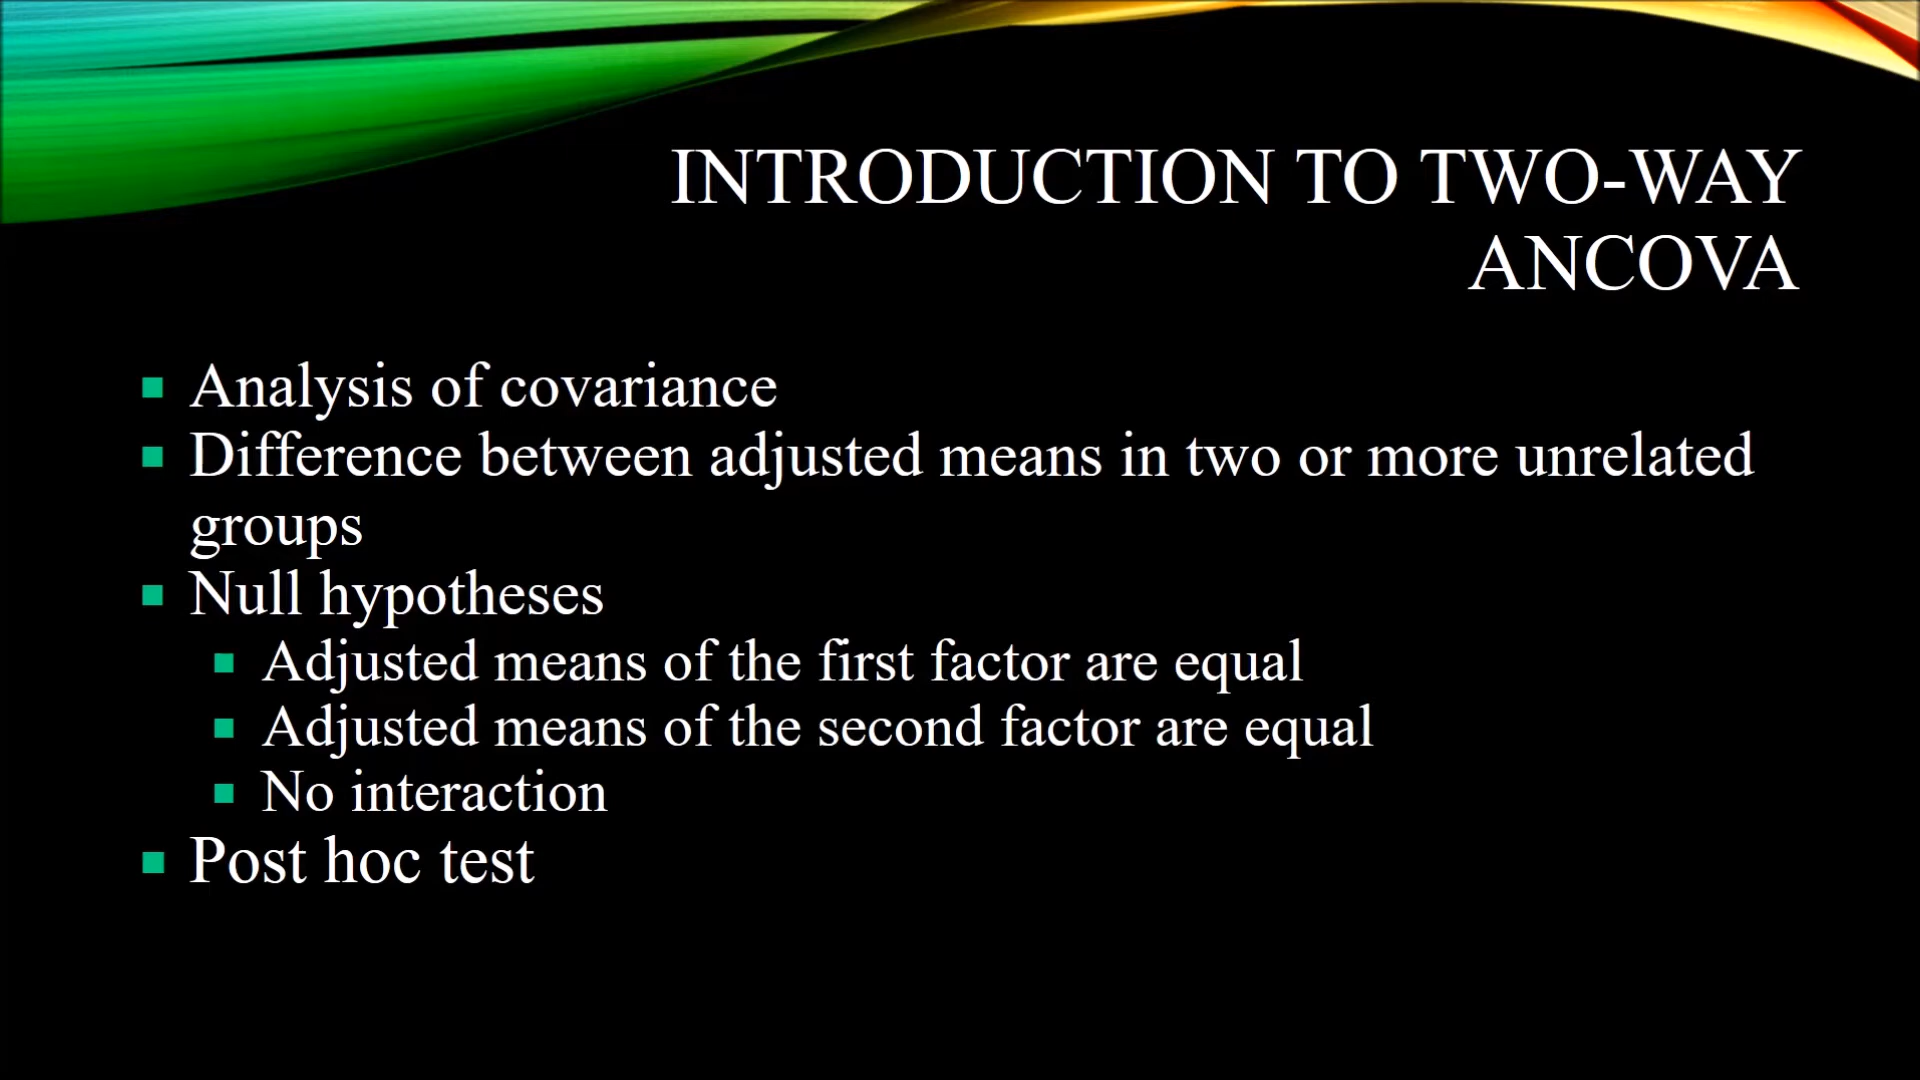 INTRODUCTION TO TWO-WAY
ANCOVA
Analysis of covariance
Difference between adjusted means in two or more unrelated
groups
Null hypotheses
Adjusted means of the first factor are equal
Adjusted means of the second factor are equal
No interaction
Post hoc test